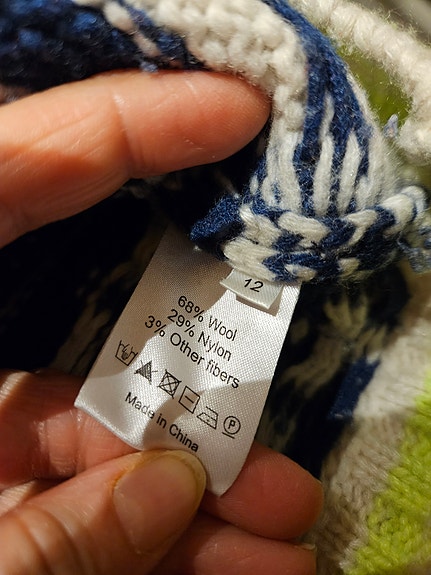 12
68% Wool
29% Nylon
3% Other fibers
P
Made in China